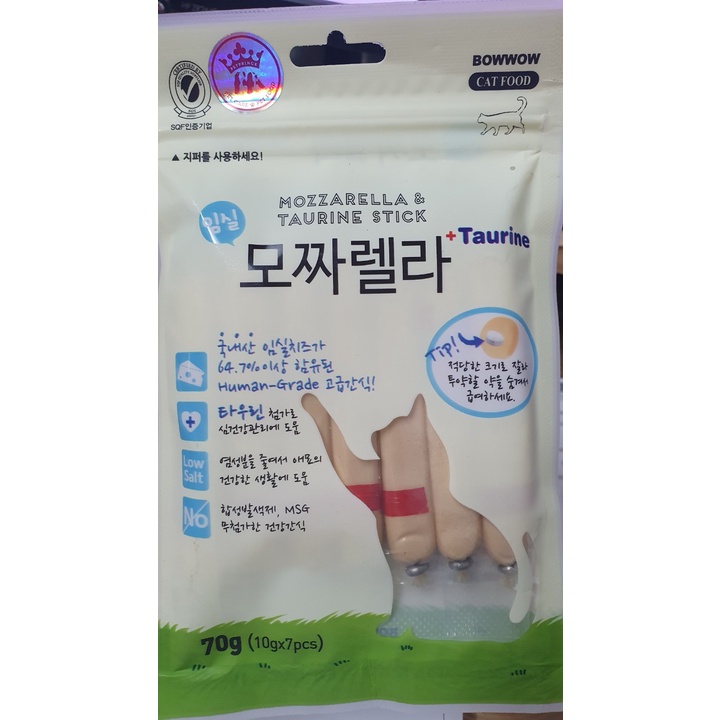 BOWWOW
CAT FOOD
CERTIFIED BY
SQF인증기업
▲ 지퍼를 사용하세요!
MOZZARELLA &
TAURINE STICK
임실
모짜렐라
+Taurine
국내산 임실치즈가
64.7%이상 함유된
Human-Grade 고급간식!
Tip!
적당한 크기로 잘라
투약할 약을 숨겨서
급여하세요.
타우린 첨가로
심건강관리에 도움
Low
Salt
염성분을 줄여서 애묘의
건강한 생활에 도움
No
합성발색제, MSG
무첨가한 건강간식
70g (10gx7pcs)